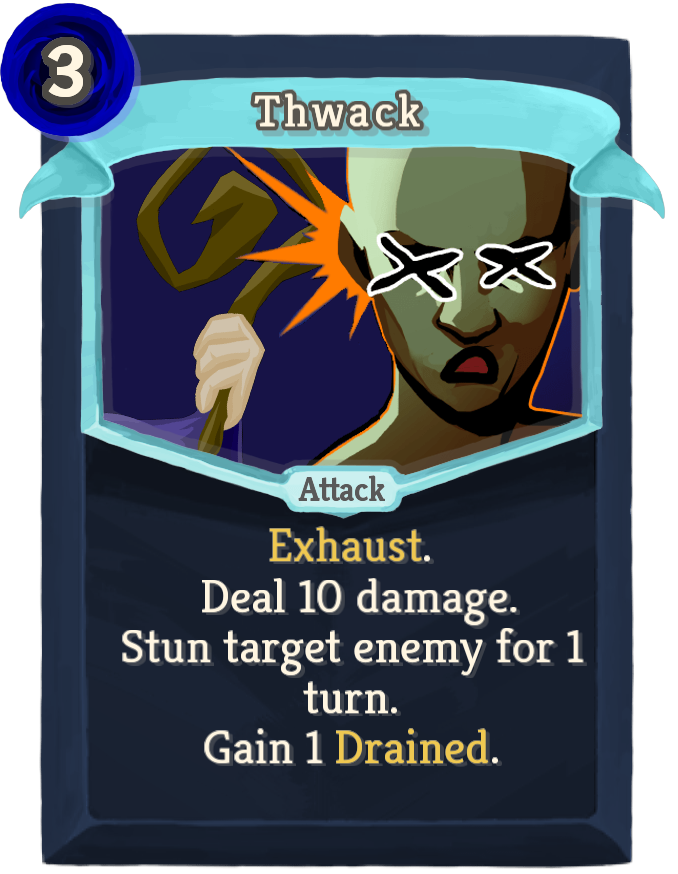 3
Thwack
Attack
Exhaust.
Deal 10 damage.
Stun target enemy for 1
turn.
Gain 1 Drained.